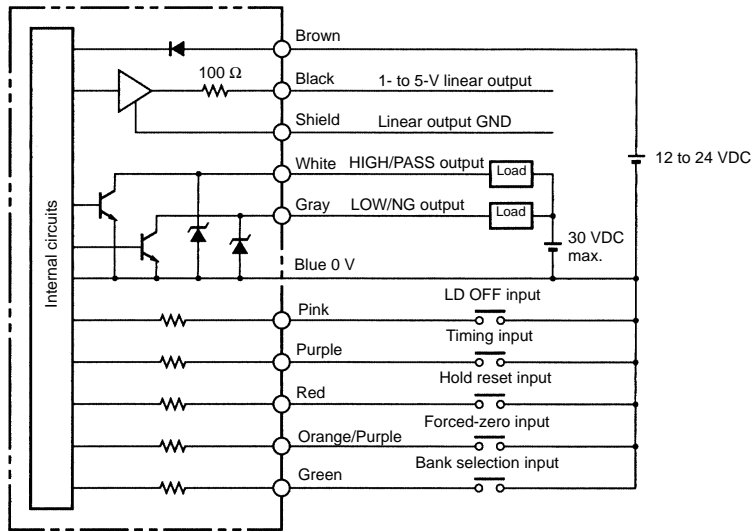 Brown
100 Ω
Black
1- to 5-V linear output
Shield
Linear output GND
12 to 24 VDC
White
HIGH/PASS output
Load
Gray
LOW/NG output
Load
30 VDC
max.
Internal circuits
Blue 0 V
LD OFF input
Pink
Timing input
Purple
Hold reset input
Red
Forced-zero input
Orange/Purple
Bank selection input
Green